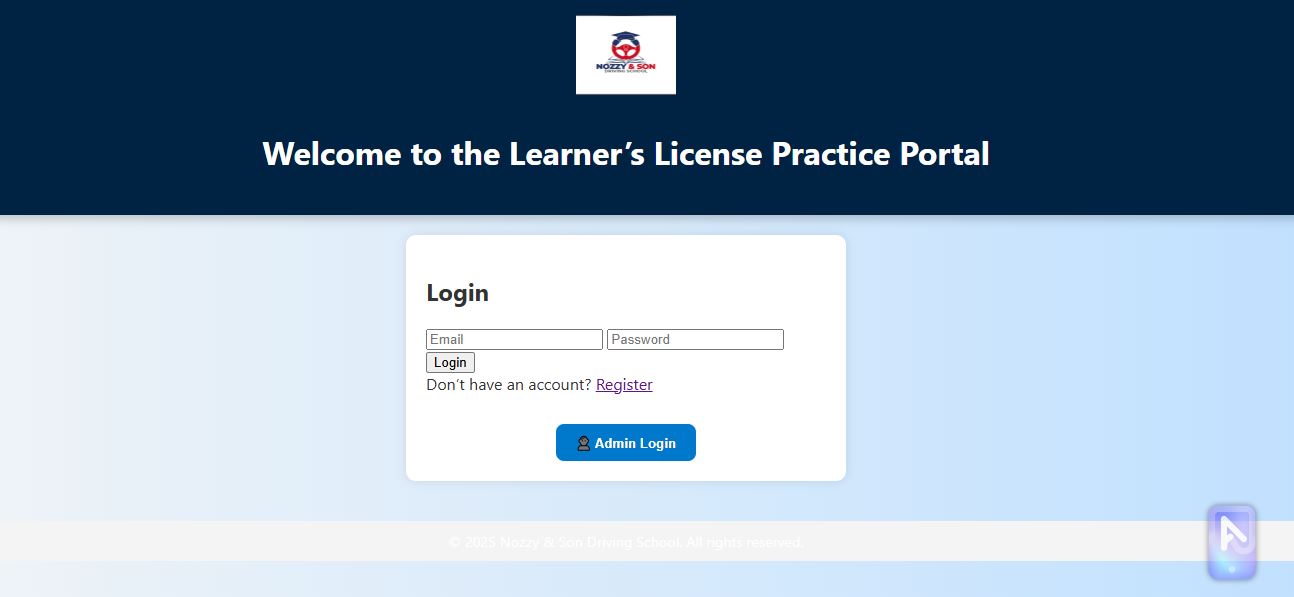 NOZZY & SON
DRIVING SCHOOL
Welcome to the Learner’s License Practice Portal
Login
Email Password
Login
Don’t have an account? Register
Admin Login
© 2025 Nozzy & Son Driving School. All rights reserved.